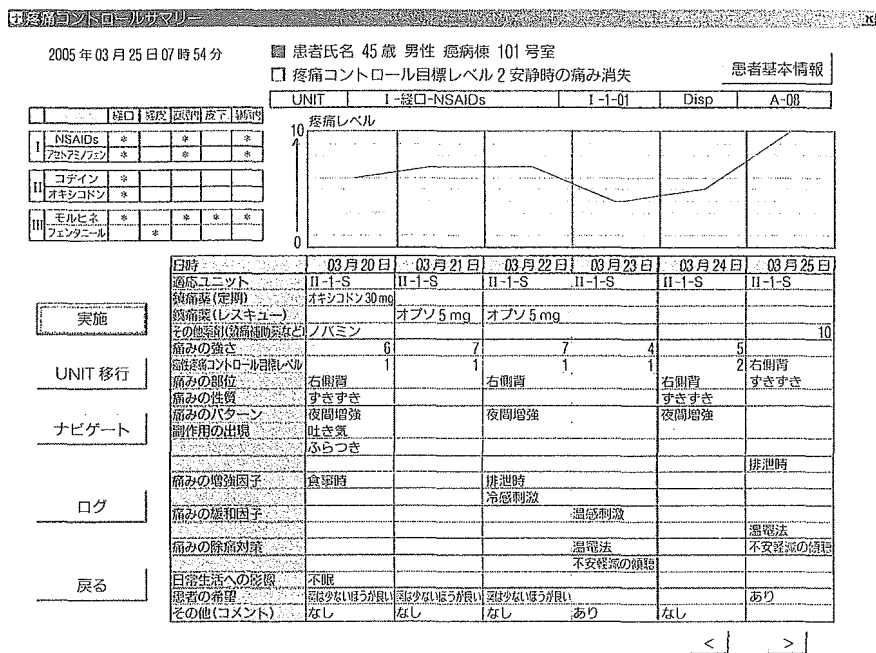 疼痛コントロールサマリー
2005年03月25日07時54分
患者氏名 45歳 男性 癌病棟 101号室
疼痛コントロール目標レベル2 安静時の痛み消失
患者基本情報
UNIT I-経口-NSAIDs I-1-01 Disp A-08
経口 経皮 直腸内 皮下 静脈内
I NSAIDs * * *
アセトアミノフェン * * *
II コデイン *
オキシコドン *
III モルヒネ * * * *
フェンタニール *
疼痛レベル
10
0
日時 03月20日 03月21日 03月22日 03月23日 03月24日 03月25日
適応ユニット II-1-S II-1-S II-1-S II-1-S II-1-S II-1-S
鎮痛薬(定期) オキシコドン30mg
鎮痛薬(レスキュー) オプソ5mg オプソ5mg
その他薬剤(鎮痛補助薬など) ノバミン 10
痛みの強さ 6 7 7 4 5
癌性疼痛コントロール目標レベル 1 1 1 1 2 右側背
痛みの部位 右側背 右側背 右側背 ずきずき
痛みの性質 ずきずき ずきずき
痛みのパターン 夜間増強 夜間増強 夜間増強
副作用の出現 吐き気
ふらつき
排泄時
痛みの増強因子 食事時 排泄時
冷感刺激
痛みの緩和因子 温感刺激
温罨法
痛みの除痛対策 温罨法 不安軽減の傾聴
不安軽減の傾聴
日常生活への影響 不眠
患者の希望 薬は少ないほうが良い 薬は少ないほうが良い 薬は少ないほうが良い あり
その他(コメント) なし なし なし あり なし
実施
UNIT移行
ナビゲート
ログ
戻る
< >